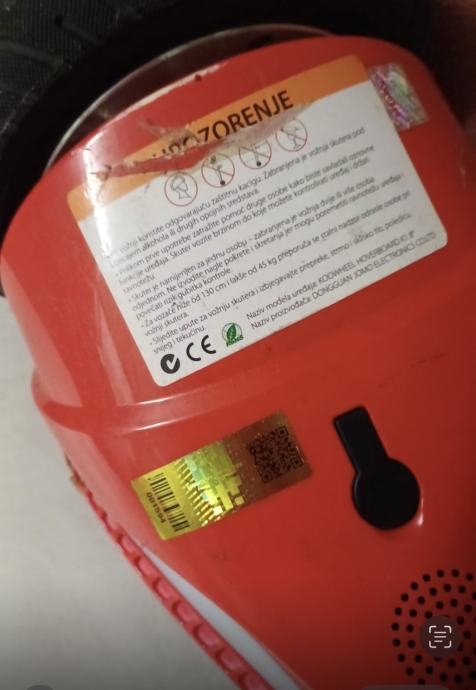 UPOZORENJE
vožnji koristite odgovarajuću zaštitnu kacigu. Zabranjena je vožnja skutera pod
utjecajem alkohola ili drugih opojnih sredstava.
- Prilikom prve upotrebe zatražite pomoć druge osobe kako biste savladali osnovne
funkcije uređaja. Skuter vozite brzinom do koje možete kontrolirati uređaj i držati
ravnotežu.
- Skuter je namijenjen za jednu osobu - zabranjena je vožnja dvije ili više osoba
odjednom. Ne izvodite nagle pokrete i skretanja jer mogu poremetiti ravnotežu uređaja i
povećati rizik gubitka kontrole.
- Za vozače niže od 130 cm i lakše od 45 kg preporuča se stalni nadzor odrasle osobe pri
vožnji skutera.
- Slijedite upute za vožnju skutera i izbjegavajte prepreke, strmo i sklisko tlo, poledicu,
snijeg i tekućinu.
Naziv modela uređaja: KOOWHEEL HOVERBOARD K1 8"
Naziv proizvođača: DONGGUAN JOMO ELECTRONICS CO.LTD
CE
RoHS
001594